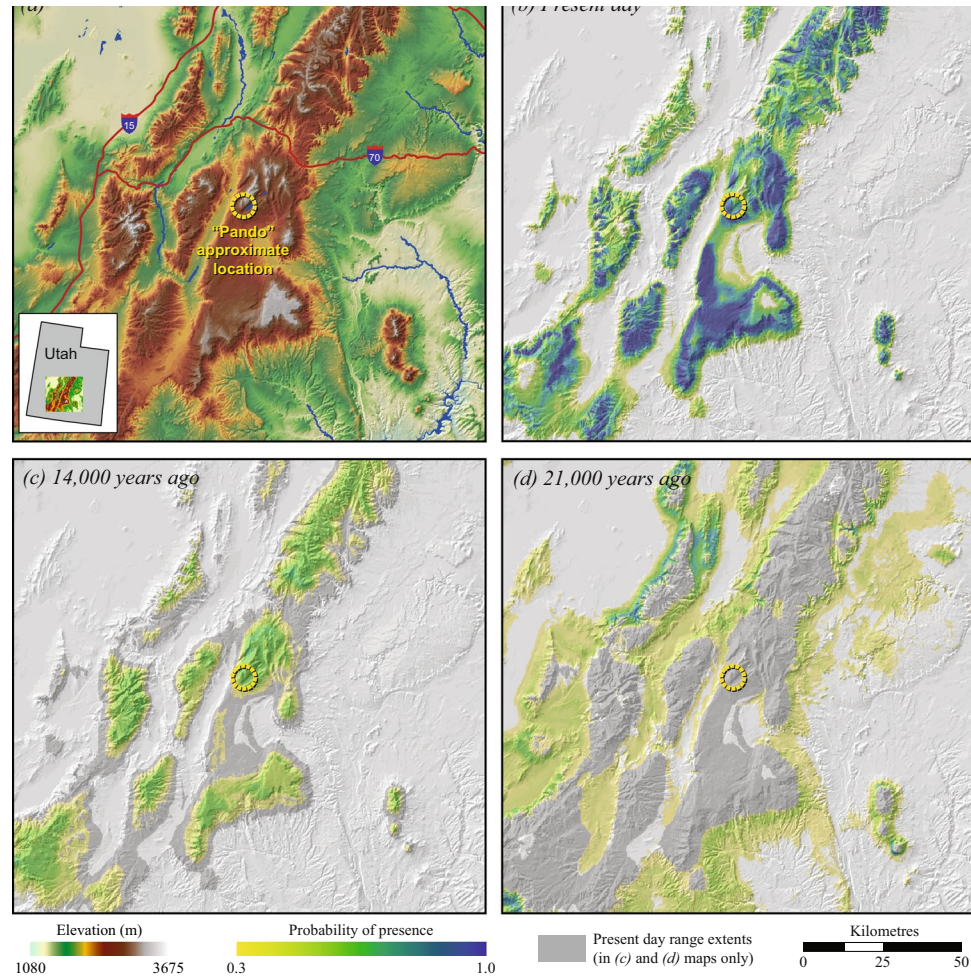 (a)
(b) Present day
15
70
"Pando"
approximate
location
Utah
(c) 14,000 years ago
(d) 21,000 years ago
Elevation (m)
1080
3675
Probability of presence
0.3
1.0
Present day range extents
(in (c) and (d) maps only)
Kilometres
0
25
50